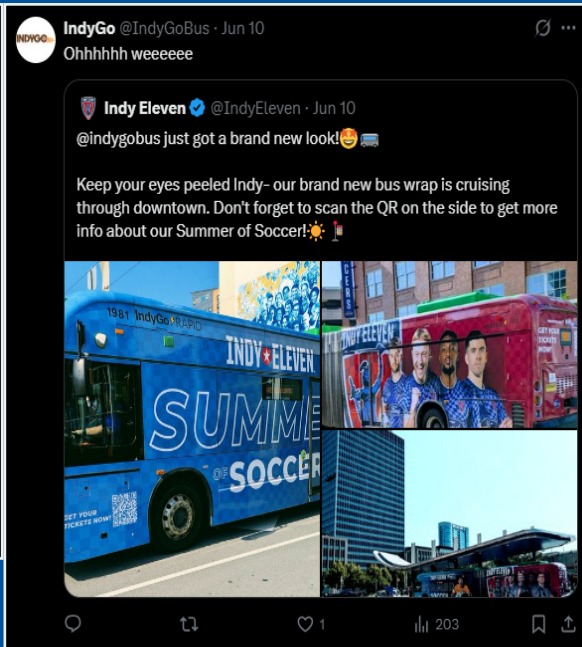 INDYGO
IndyGo @IndyGoBus · Jun 10
Ohhhhhh weeeeee
Indy Eleven @IndyEleven · Jun 10
@indygobus just got a brand new look!🤩🚌
Keep your eyes peeled Indy- our brand new bus wrap is cruising
through downtown. Don't forget to scan the QR on the side to get more
info about our Summer of Soccer!☀️🚏
1981 IndyGo RAPID
INDY ELEVEN
SUMME
OF SOCCER
GET YOUR
TICKETS NOW!
INDY ELEVEN
GET YOUR
TICKETS
NOW!
1
203